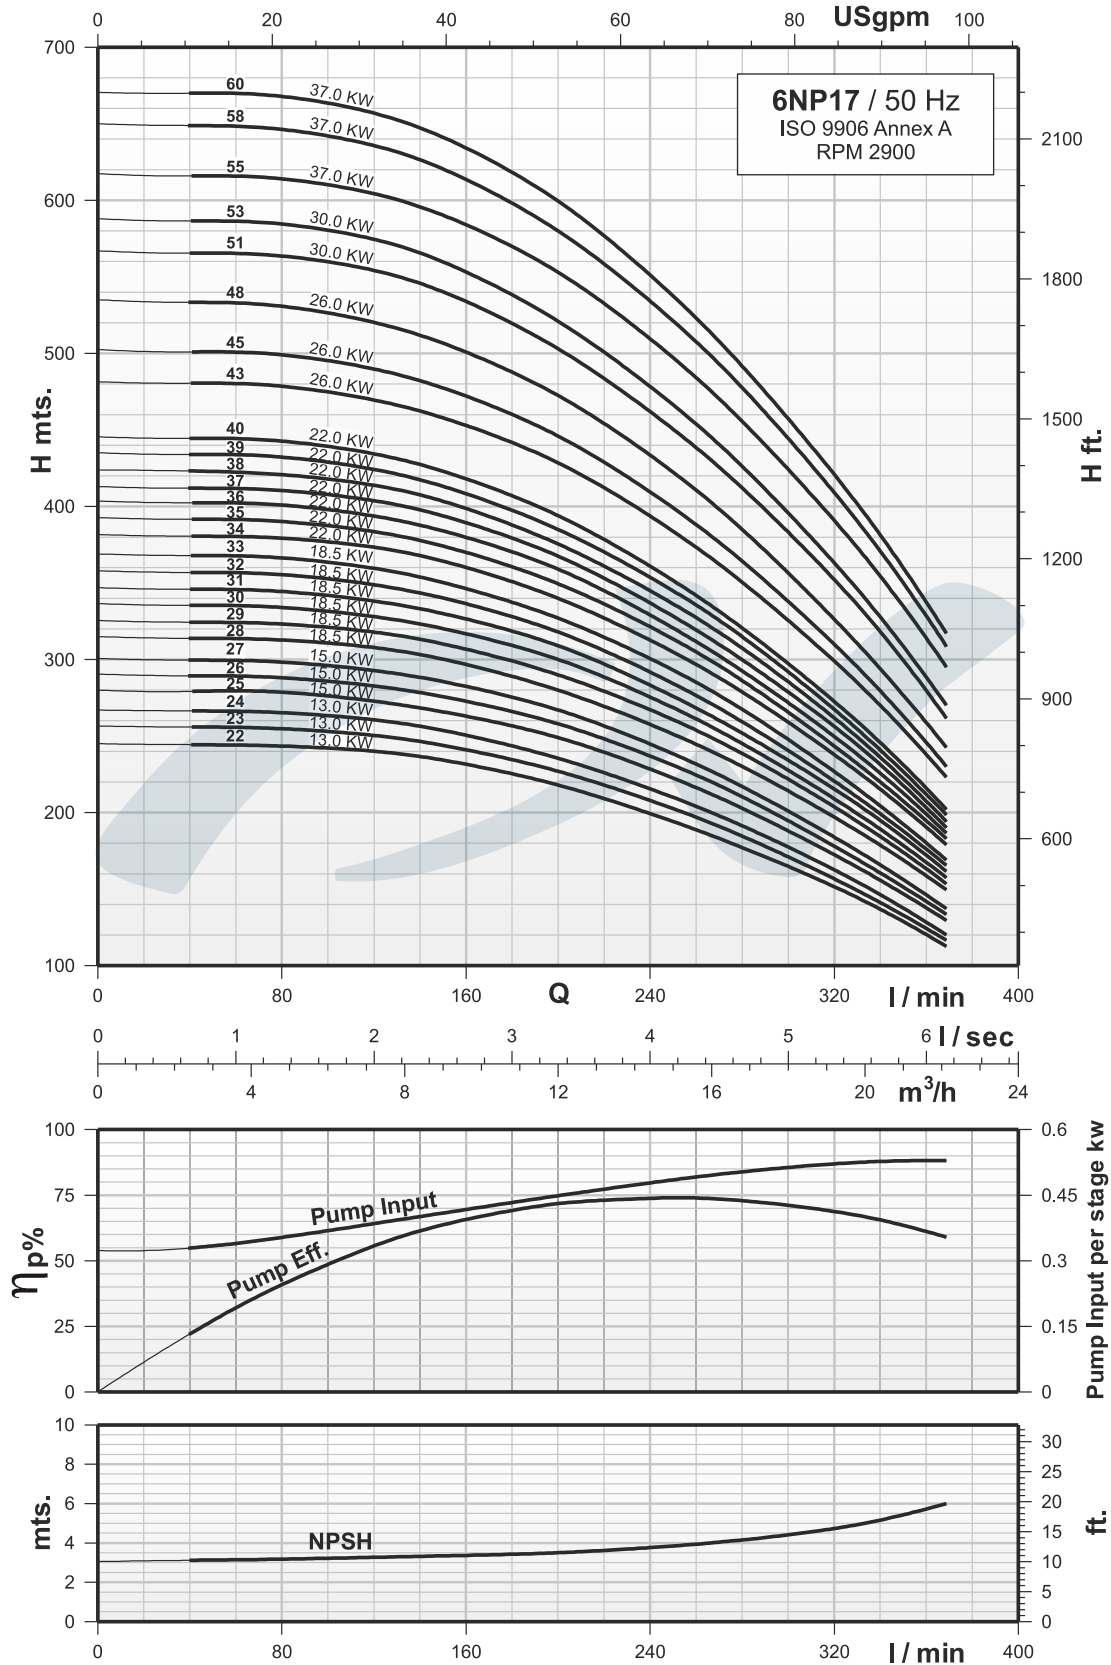 0 20 40 60 80 USgpm 100
700
600
500
400
300
200
100
H mts.
2100
1800
1500
1200
900
600
H ft.
6NP17 / 50 Hz
ISO 9906 Annex A
RPM 2900
60 37.0 KW
58 37.0 KW
55 37.0 KW
53 30.0 KW
51 30.0 KW
48 26.0 KW
45 26.0 KW
43 26.0 KW
40 22.0 KW
39 22.0 KW
38 22.0 KW
37 22.0 KW
36 22.0 KW
35 22.0 KW
34 22.0 KW
33 18.5 KW
32 18.5 KW
31 18.5 KW
30 18.5 KW
29 18.5 KW
28 18.5 KW
27 15.0 KW
26 15.0 KW
25 15.0 KW
24 13.0 KW
23 13.0 KW
22 13.0 KW
0 80 160 Q 240 320 l / min 400
0 1 2 3 4 5 6 l / sec
0 4 8 12 16 20 m³/h 24
100
75
50
25
0
ηp%
Pump Input
Pump Eff.
0.6
0.45
0.3
0.15
0
Pump Input per stage kw
10
8
6
4
2
0
mts.
NPSH
30
25
20
15
10
5
0
ft.
0 80 160 240 320 l / min 400